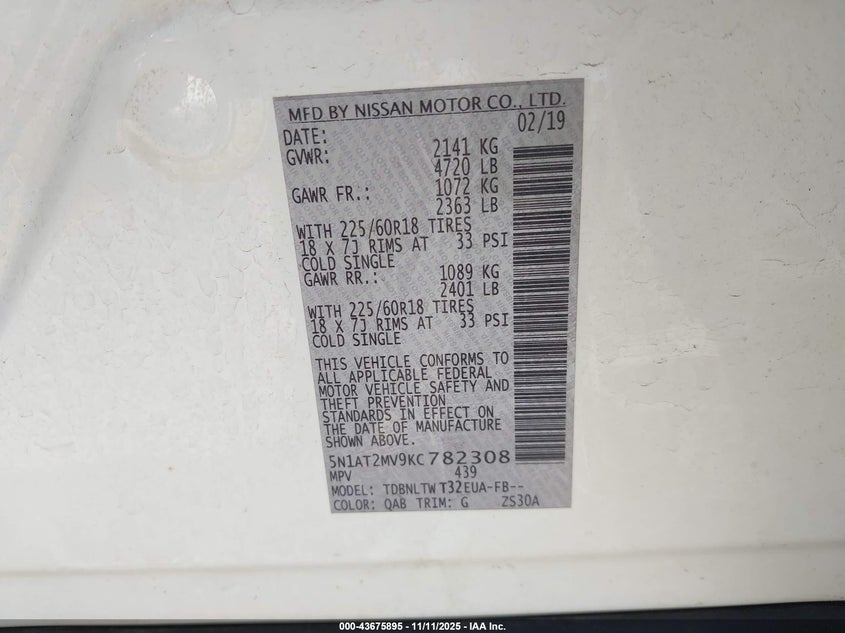 MFD BY NISSAN MOTOR CO., LTD.
DATE: 02/19
GVWR: 2141 KG
4720 LB
GAWR FR.: 1072 KG
2363 LB
WITH 225/60R18 TIRES
18 X 7J RIMS AT 33 PSI
COLD SINGLE
GAWR RR.: 1089 KG
2401 LB
WITH 225/60R18 TIRES
18 X 7J RIMS AT 33 PSI
COLD SINGLE
THIS VEHICLE CONFORMS TO
ALL APPLICABLE FEDERAL
MOTOR VEHICLE SAFETY AND
THEFT PREVENTION
STANDARDS IN EFFECT ON
THE DATE OF MANUFACTURE
SHOWN ABOVE.
5N1AT2MV9KC782308
MPV 439
MODEL: TDBNLTW T32EUA-FB--
COLOR: QAB TRIM: G ZS30A
000-43675895 - 11/11/2025 - IAA Inc.